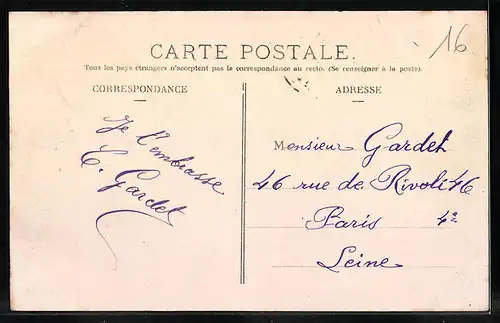 16
CARTE POSTALE.
Tous les pays étrangers n'acceptent pas la correspondance au recto. (Se renseigner à la poste).
CORRESPONDANCE
Je t'embrasse
C. Gardet
ADRESSE
Monsieur Gardet
46 rue de Rivoli 46
Paris 4e
Seine